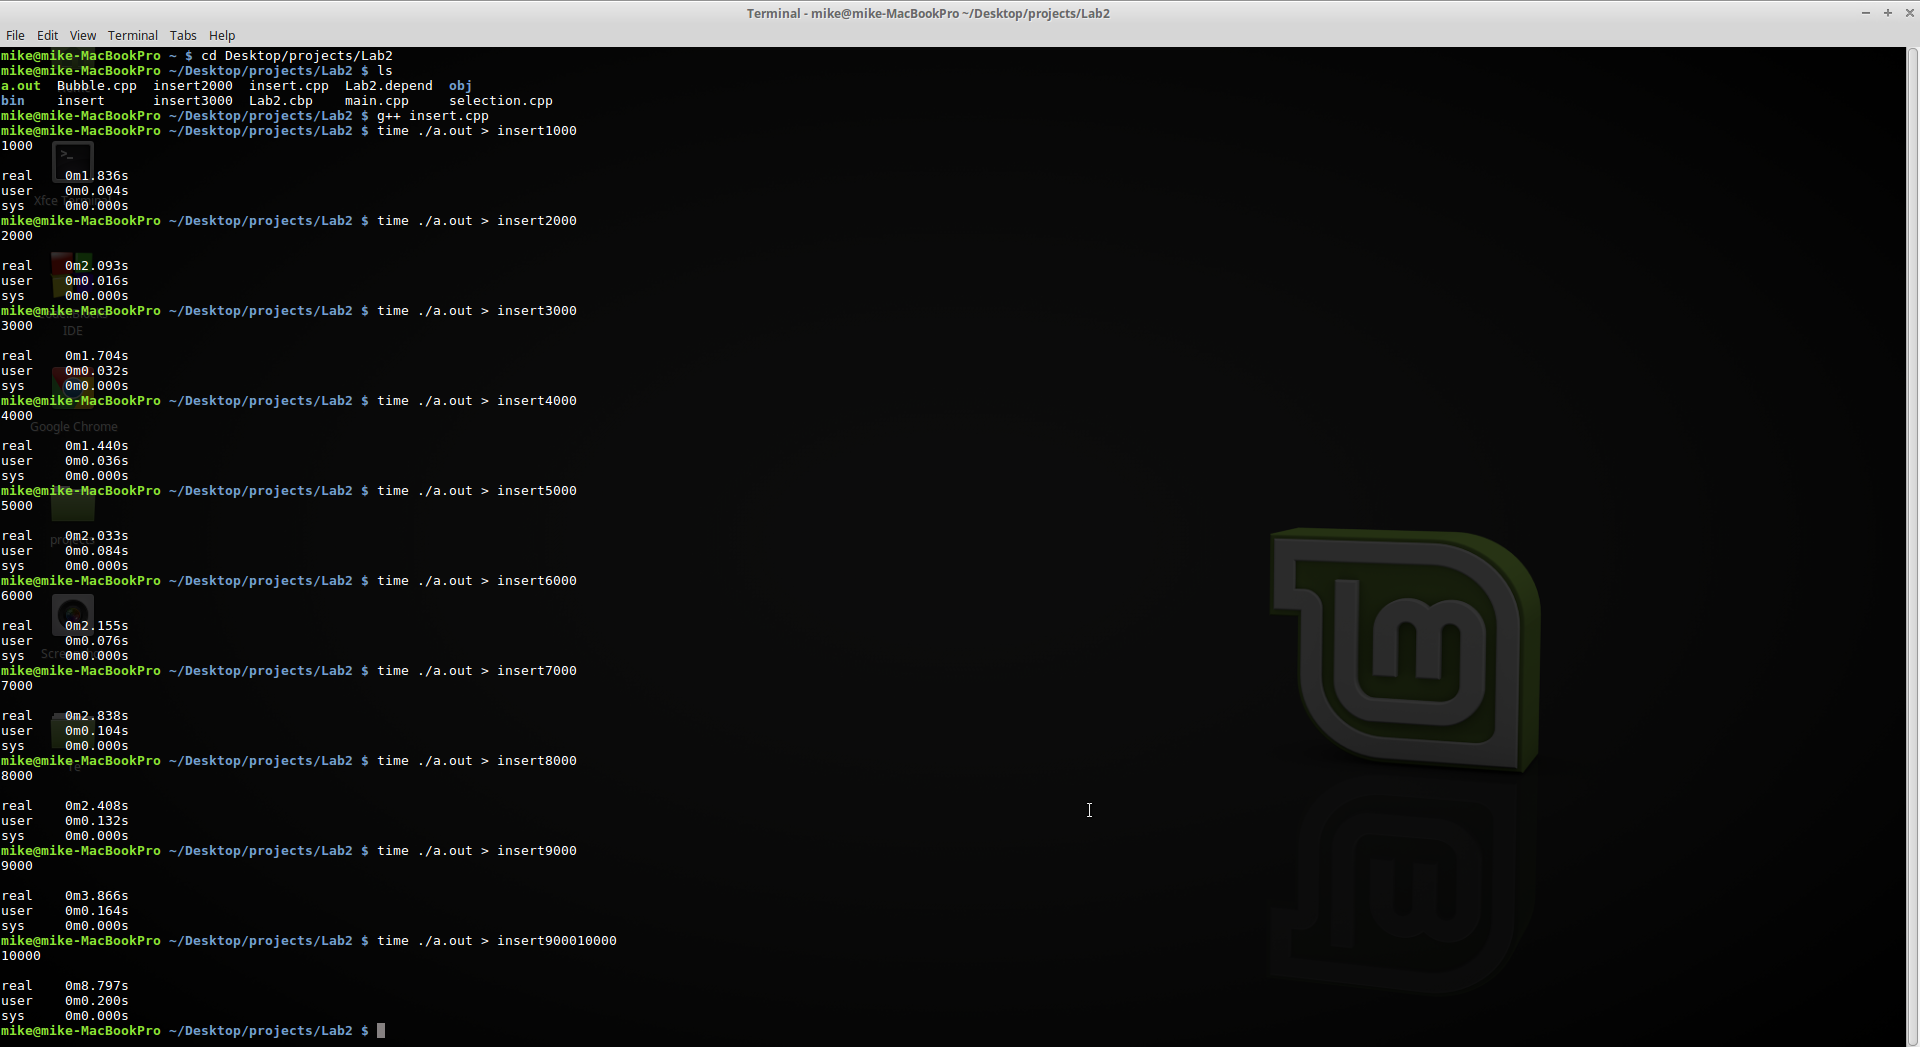 Terminal - mike@mike-MacBookPro ~/Desktop/projects/Lab2
File Edit View Terminal Tabs Help
mike@mike-MacBookPro ~ $ cd Desktop/projects/Lab2
mike@mike-MacBookPro ~/Desktop/projects/Lab2 $ ls
a.out  Bubble.cpp  insert2000  insert.cpp  Lab2.depend  obj
bin    insert      insert3000  Lab2.cbp    main.cpp     selection.cpp
mike@mike-MacBookPro ~/Desktop/projects/Lab2 $ g++ insert.cpp
mike@mike-MacBookPro ~/Desktop/projects/Lab2 $ time ./a.out > insert1000
1000
real    0m1.836s
user    0m0.004s
Xfce
sys     0m0.000s
mike@mike-MacBookPro ~/Desktop/projects/Lab2 $ time ./a.out > insert2000
2000
real    0m2.093s
user    0m0.016s
sys     0m0.000s
mike@mike-MacBookPro ~/Desktop/projects/Lab2 $ time ./a.out > insert3000
3000
IDE
real    0m1.704s
user    0m0.032s
sys     0m0.000s
mike@mike-MacBookPro ~/Desktop/projects/Lab2 $ time ./a.out > insert4000
4000
Google Chrome
real    0m1.440s
user    0m0.036s
sys     0m0.000s
mike@mike-MacBookPro ~/Desktop/projects/Lab2 $ time ./a.out > insert5000
5000
real    0m2.033s
user    0m0.084s
sys     0m0.000s
mike@mike-MacBookPro ~/Desktop/projects/Lab2 $ time ./a.out > insert6000
6000
real    0m2.155s
user    0m0.076s
sys     0m0.000s
mike@mike-MacBookPro ~/Desktop/projects/Lab2 $ time ./a.out > insert7000
7000
real    0m2.838s
user    0m0.104s
sys     0m0.000s
mike@mike-MacBookPro ~/Desktop/projects/Lab2 $ time ./a.out > insert8000
8000
real    0m2.408s
user    0m0.132s
sys     0m0.000s
mike@mike-MacBookPro ~/Desktop/projects/Lab2 $ time ./a.out > insert9000
9000
real    0m3.866s
user    0m0.164s
sys     0m0.000s
mike@mike-MacBookPro ~/Desktop/projects/Lab2 $ time ./a.out > insert900010000
10000
real    0m8.797s
user    0m0.200s
sys     0m0.000s
mike@mike-MacBookPro ~/Desktop/projects/Lab2 $